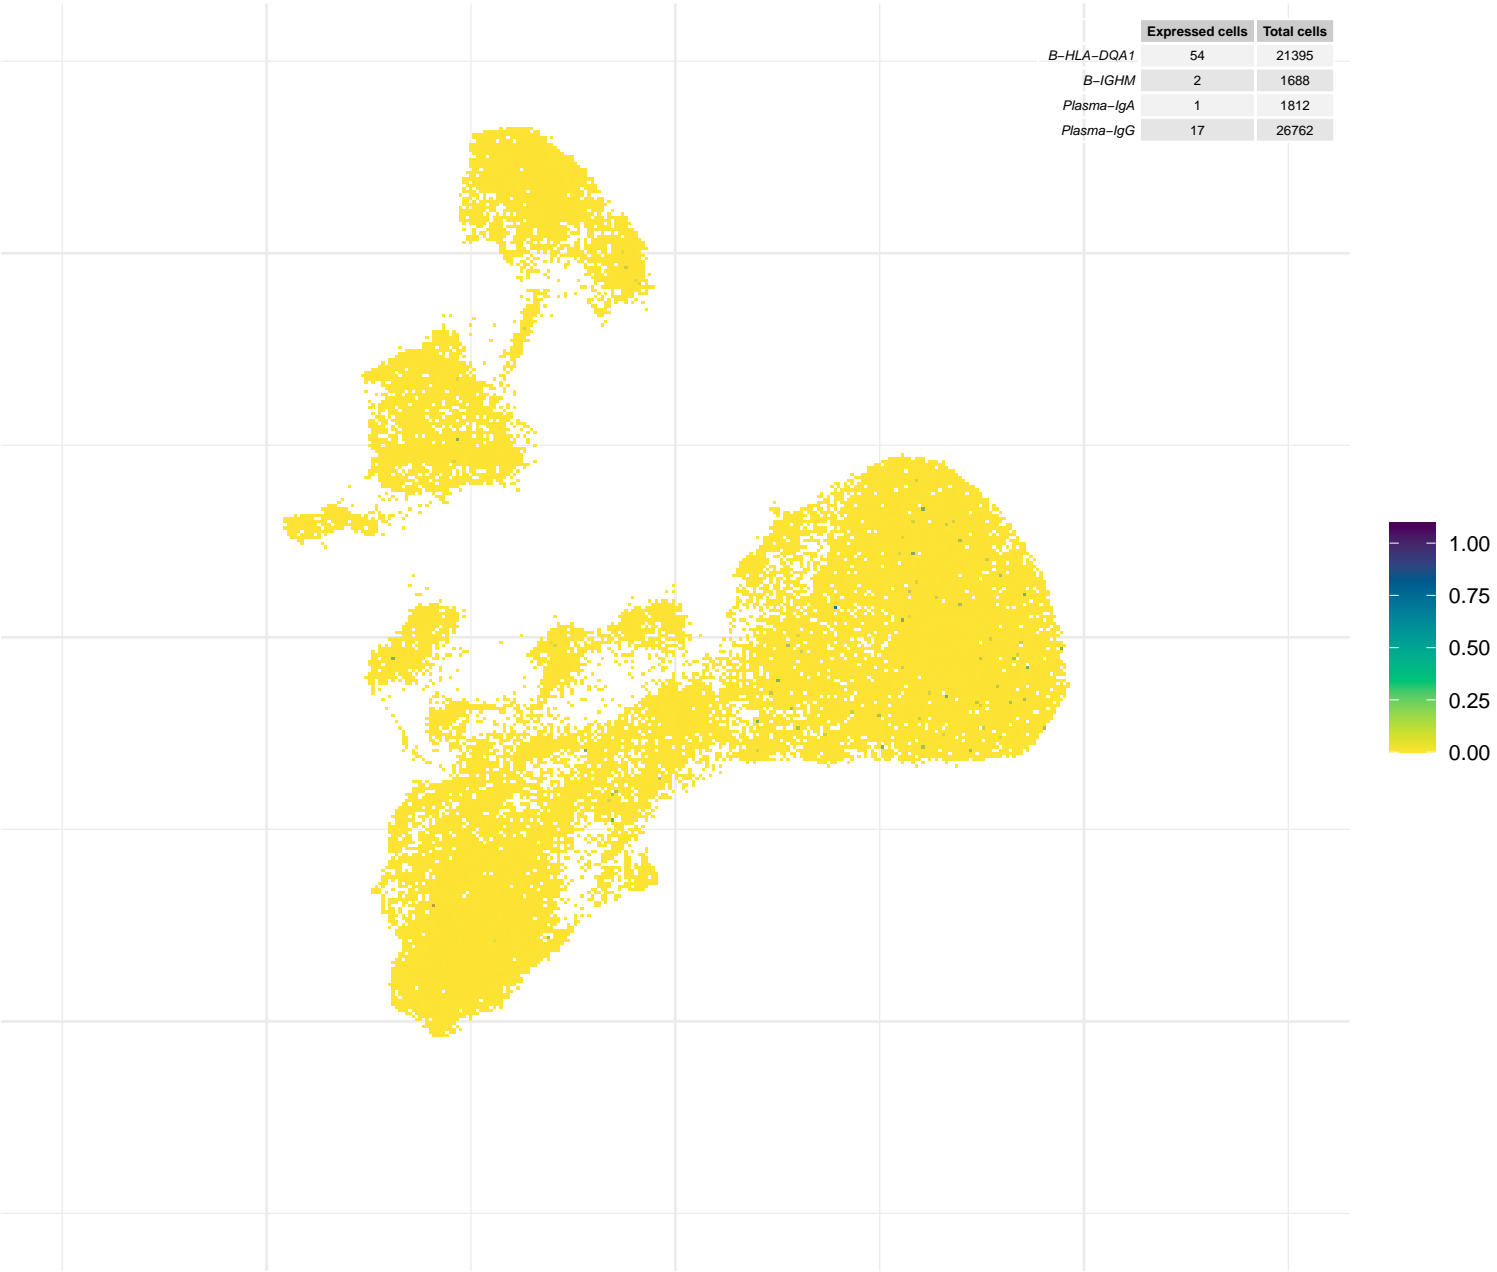 Expressed cells Total cells
B−HLA−DQA1 54 21395
B−IGHM 2 1688
Plasma−IgA 1 1812
Plasma−IgG 17 26762
1.00
0.75
0.50
0.25
0.00